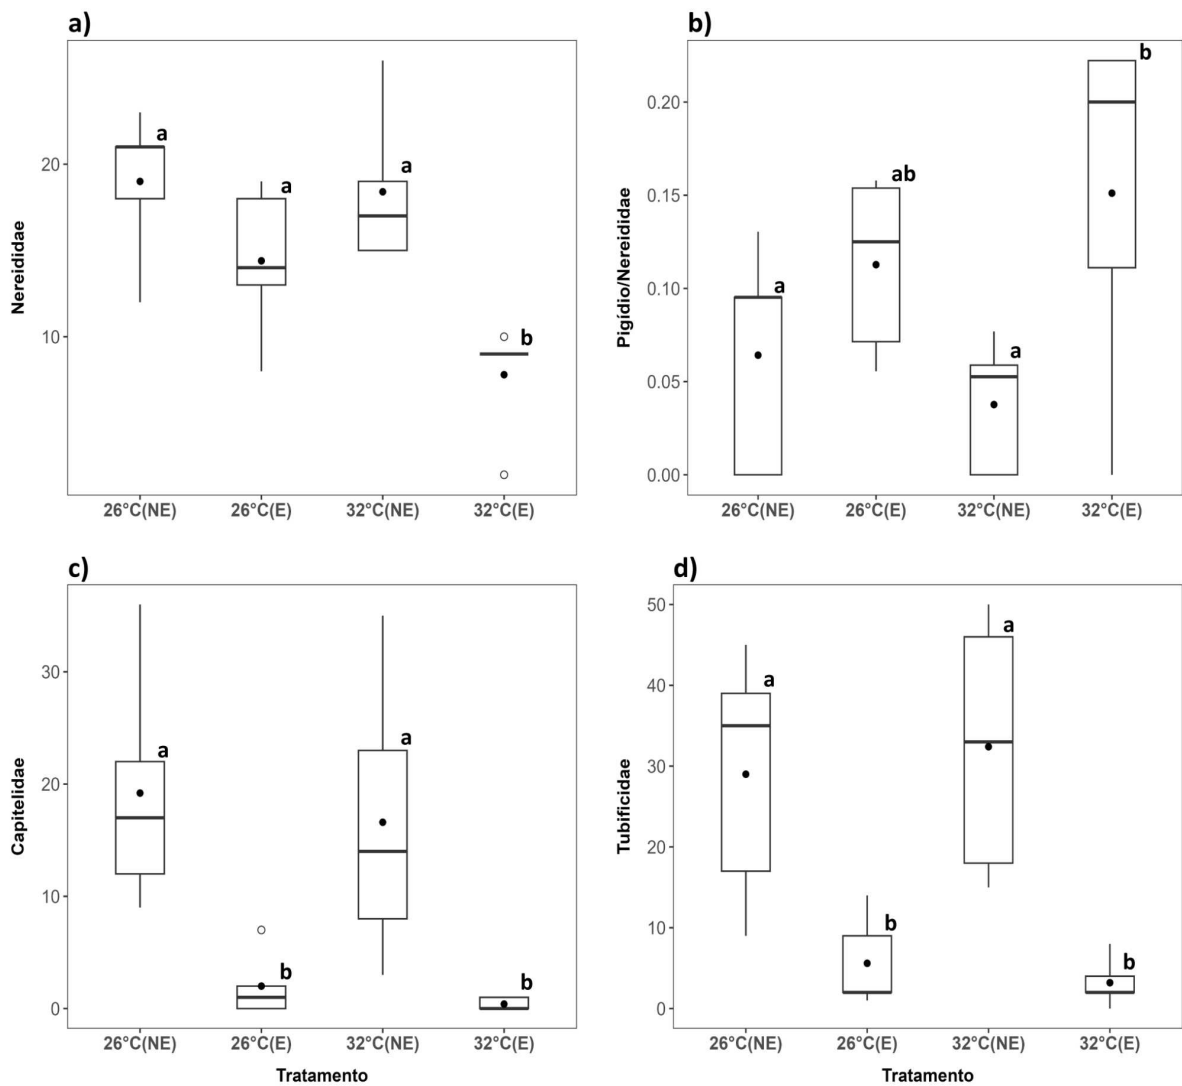 a)
Nereididae
20
10
a
a
a
b
26°C(NE) 26°C(E) 32°C(NE) 32°C(E)
b)
Pigídio/Nereididae
0.20
0.15
0.10
0.05
0.00
a
ab
a
b
26°C(NE) 26°C(E) 32°C(NE) 32°C(E)
c)
Capitelidae
30
20
10
0
a
b
a
b
26°C(NE) 26°C(E) 32°C(NE) 32°C(E)
Tratamento
d)
Tubificidae
50
40
30
20
10
0
a
b
a
b
26°C(NE) 26°C(E) 32°C(NE) 32°C(E)
Tratamento